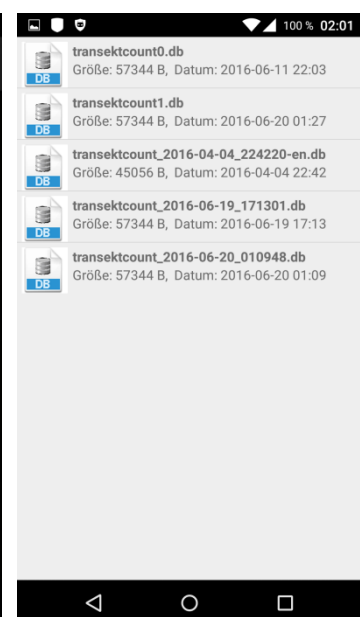 100 % 02:01
transektcount0.db
Größe: 57344 B, Datum: 2016-06-11 22:03
DB
transektcount1.db
Größe: 57344 B, Datum: 2016-06-20 01:27
DB
transektcount_2016-04-04_224220-en.db
Größe: 45056 B, Datum: 2016-04-04 22:42
DB
transektcount_2016-06-19_171301.db
Größe: 57344 B, Datum: 2016-06-19 17:13
DB
transektcount_2016-06-20_010948.db
Größe: 57344 B, Datum: 2016-06-20 01:09
DB